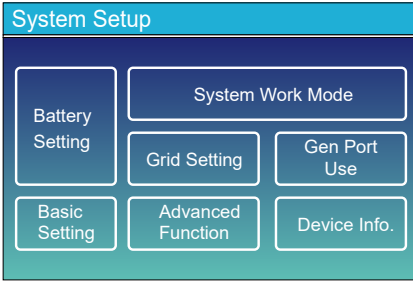 System Setup
Battery
Setting
System Work Mode
Grid Setting
Gen Port
Use
Basic
Setting
Advanced
Function
Device Info.